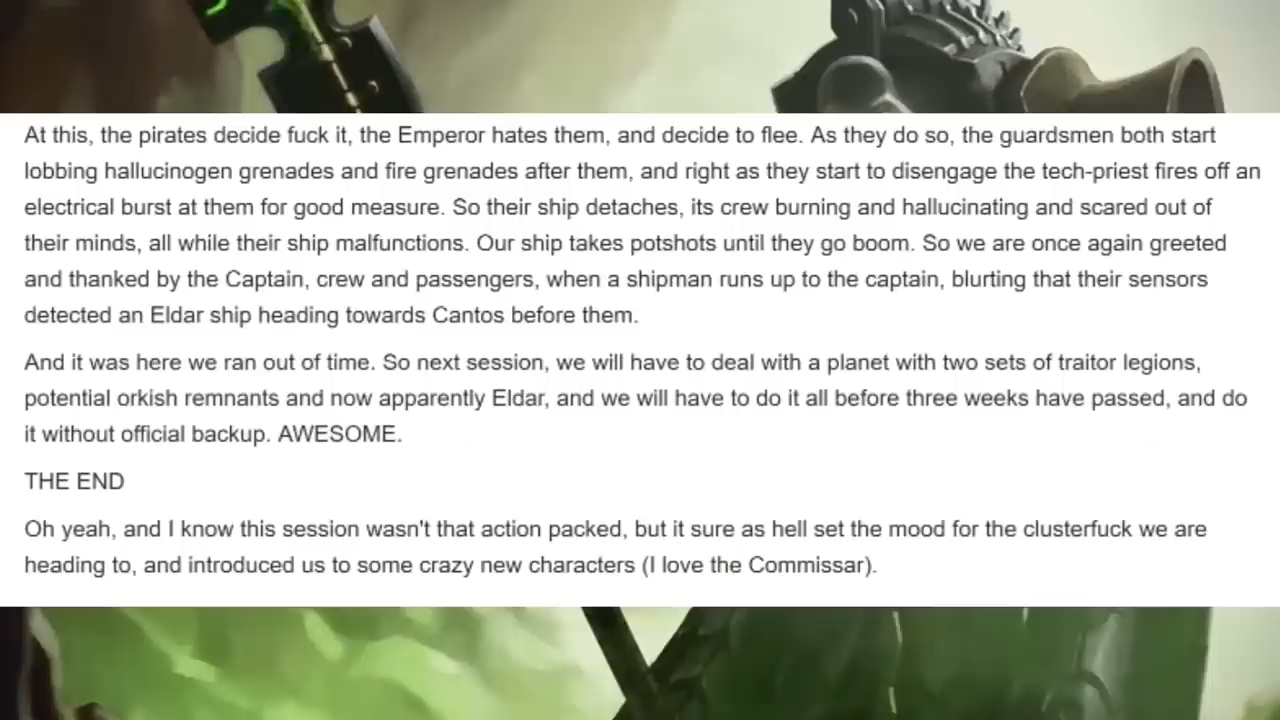 At this, the pirates decide fuck it, the Emperor hates them, and decide to flee. As they do so, the guardsmen both start
lobbing hallucinogen grenades and fire grenades after them, and right as they start to disengage the tech-priest fires off an
electrical burst at them for good measure. So their ship detaches, its crew burning and hallucinating and scared out of
their minds, all while their ship malfunctions. Our ship takes potshots until they go boom. So we are once again greeted
and thanked by the Captain, crew and passengers, when a shipman runs up to the captain, blurting that their sensors
detected an Eldar ship heading towards Cantos before them.
And it was here we ran out of time. So next session, we will have to deal with a planet with two sets of traitor legions,
potential orkish remnants and now apparently Eldar, and we will have to do it all before three weeks have passed, and do
it without official backup. AWESOME.
THE END
Oh yeah, and I know this session wasn't that action packed, but it sure as hell set the mood for the clusterfuck we are
heading to, and introduced us to some crazy new characters (I love the Commissar).